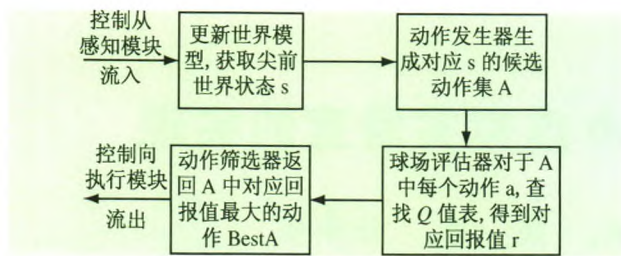 控制从
感知模块
流入
更新世界模
型, 获取尖前
世界状态 s
动作发生器生
成对应 s 的候选
动作集 A
球场评估器对于 A
中每个动作 a, 查
找 Q 值表, 得到对
应回报值 r
动作筛选器返
回 A 中对应回
报值最大的动
作 BestA
控制向
执行模块
流出